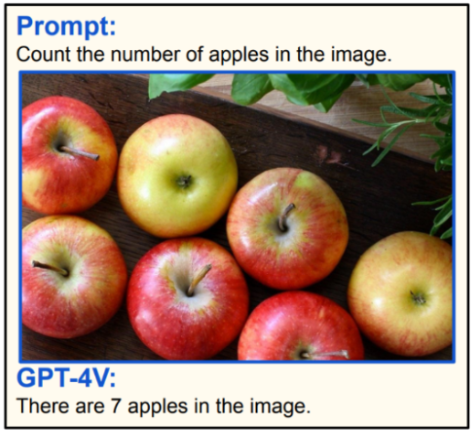 Prompt:
Count the number of apples in the image.
GPT-4V:
There are 7 apples in the image.